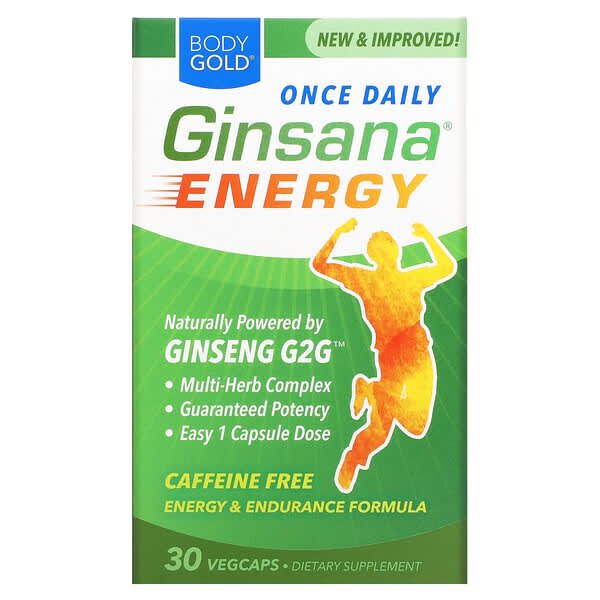 BODY
GOLD®
NEW & IMPROVED!
ONCE DAILY
Ginsana®
ENERGY
Naturally Powered by
GINSENG G2G™
• Multi-Herb Complex
• Guaranteed Potency
• Easy 1 Capsule Dose
CAFFEINE FREE
ENERGY & ENDURANCE FORMULA
30 VEGCAPS • DIETARY SUPPLEMENT